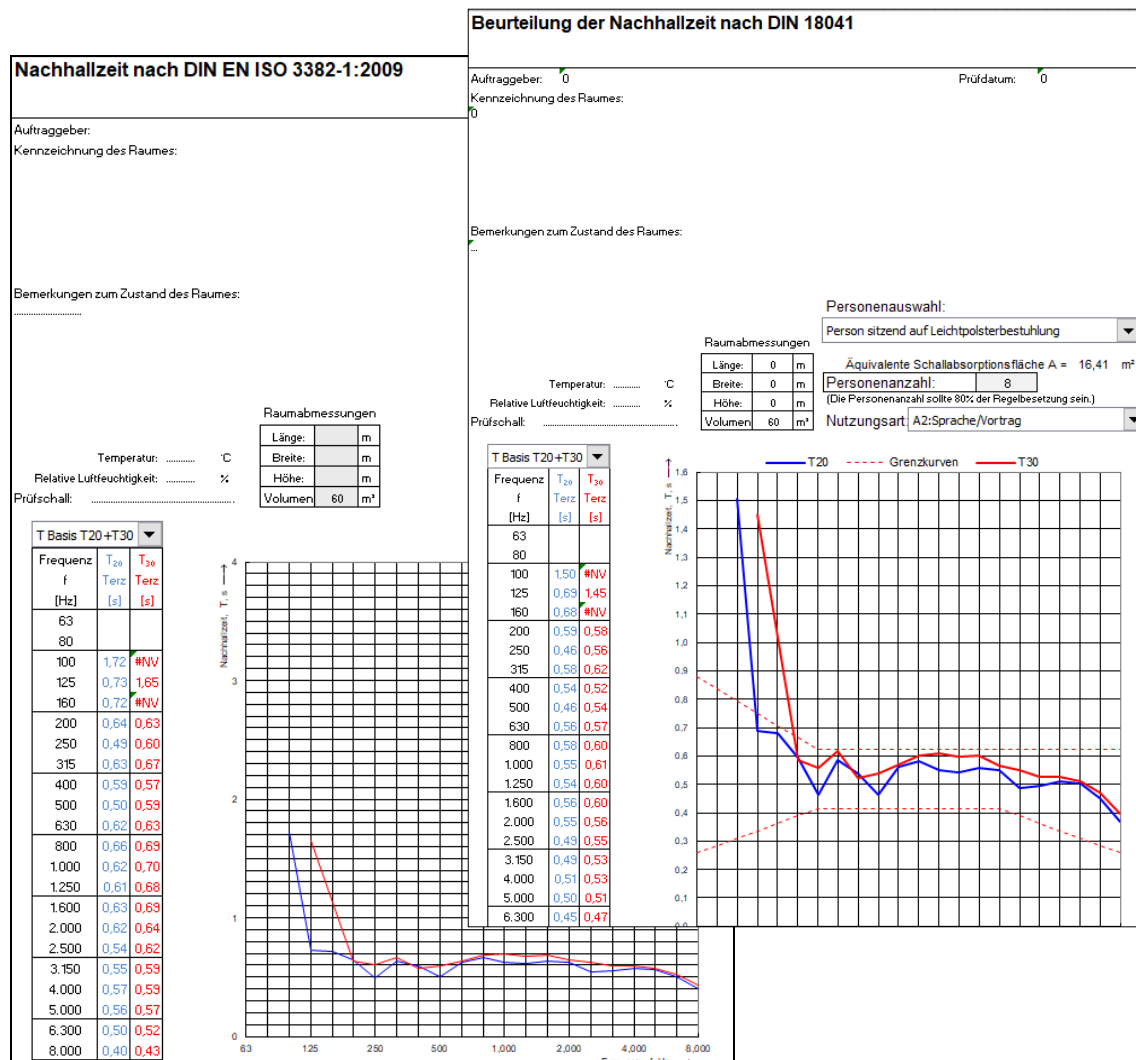 Beurteilung der Nachhallzeit nach DIN 18041
Auftraggeber: 0 Prüfdatum: 0
Kennzeichnung des Raumes:
0
Bemerkungen zum Zustand des Raumes:
...
Personenauswahl:
Person sitzend auf Leichtpolsterbestuhlung
Raumabmessungen
Länge: 0 m
Breite: 0 m
Höhe: 0 m
Volumen 60 m³
Äquivalente Schallabsorptionsfläche A = 16,41 m²
Personenanzahl: 8
(Die Personenanzahl sollte 80% der Regelbesetzung sein.)
Nutzungsart: A2:Sprache/Vortrag
Temperatur: .......... °C
Relative Luftfeuchtigkeit: .......... %
Prüfschall: ..........
T Basis T20+T30
Frequenz T20 T30
f Terz Terz
[Hz] [s] [s]
63
80
100 1,50 #NV
125 0,69 1,45
160 0,68 #NV
200 0,59 0,58
250 0,46 0,56
315 0,58 0,62
400 0,54 0,52
500 0,46 0,54
630 0,56 0,57
800 0,58 0,60
1.000 0,55 0,61
1.250 0,54 0,60
1.600 0,56 0,60
2.000 0,55 0,56
2.500 0,49 0,55
3.150 0,49 0,53
4.000 0,51 0,53
5.000 0,50 0,51
6.300 0,45 0,47
T20 Grenzkurven T30
Nachhallzeit, T, s →
1,6
1,5
1,4
1,3
1,2
1,1
1,0
0,9
0,8
0,7
0,6
0,5
0,4
0,3
0,2
0,1
0,0
Nachhallzeit nach DIN EN ISO 3382-1:2009
Auftraggeber:
Kennzeichnung des Raumes:
Bemerkungen zum Zustand des Raumes:
..........
Raumabmessungen
Länge: m
Breite: m
Höhe: m
Volumen 60 m³
Temperatur: .......... °C
Relative Luftfeuchtigkeit: .......... %
Prüfschall: ..........
T Basis T20+T30
Frequenz T20 T30
f Terz Terz
[Hz] [s] [s]
63
80
100 1,72 #NV
125 0,73 1,65
160 0,72 #NV
200 0,64 0,63
250 0,49 0,60
315 0,63 0,67
400 0,59 0,57
500 0,50 0,59
630 0,62 0,63
800 0,66 0,69
1.000 0,62 0,70
1.250 0,61 0,68
1.600 0,63 0,69
2.000 0,62 0,64
2.500 0,54 0,62
3.150 0,55 0,59
4.000 0,57 0,59
5.000 0,56 0,57
6.300 0,50 0,52
8.000 0,40 0,43
Nachhallzeit, T, s →
4
3
2
1
0
63 125 250 500 1,000 2,000 4,000 8,000